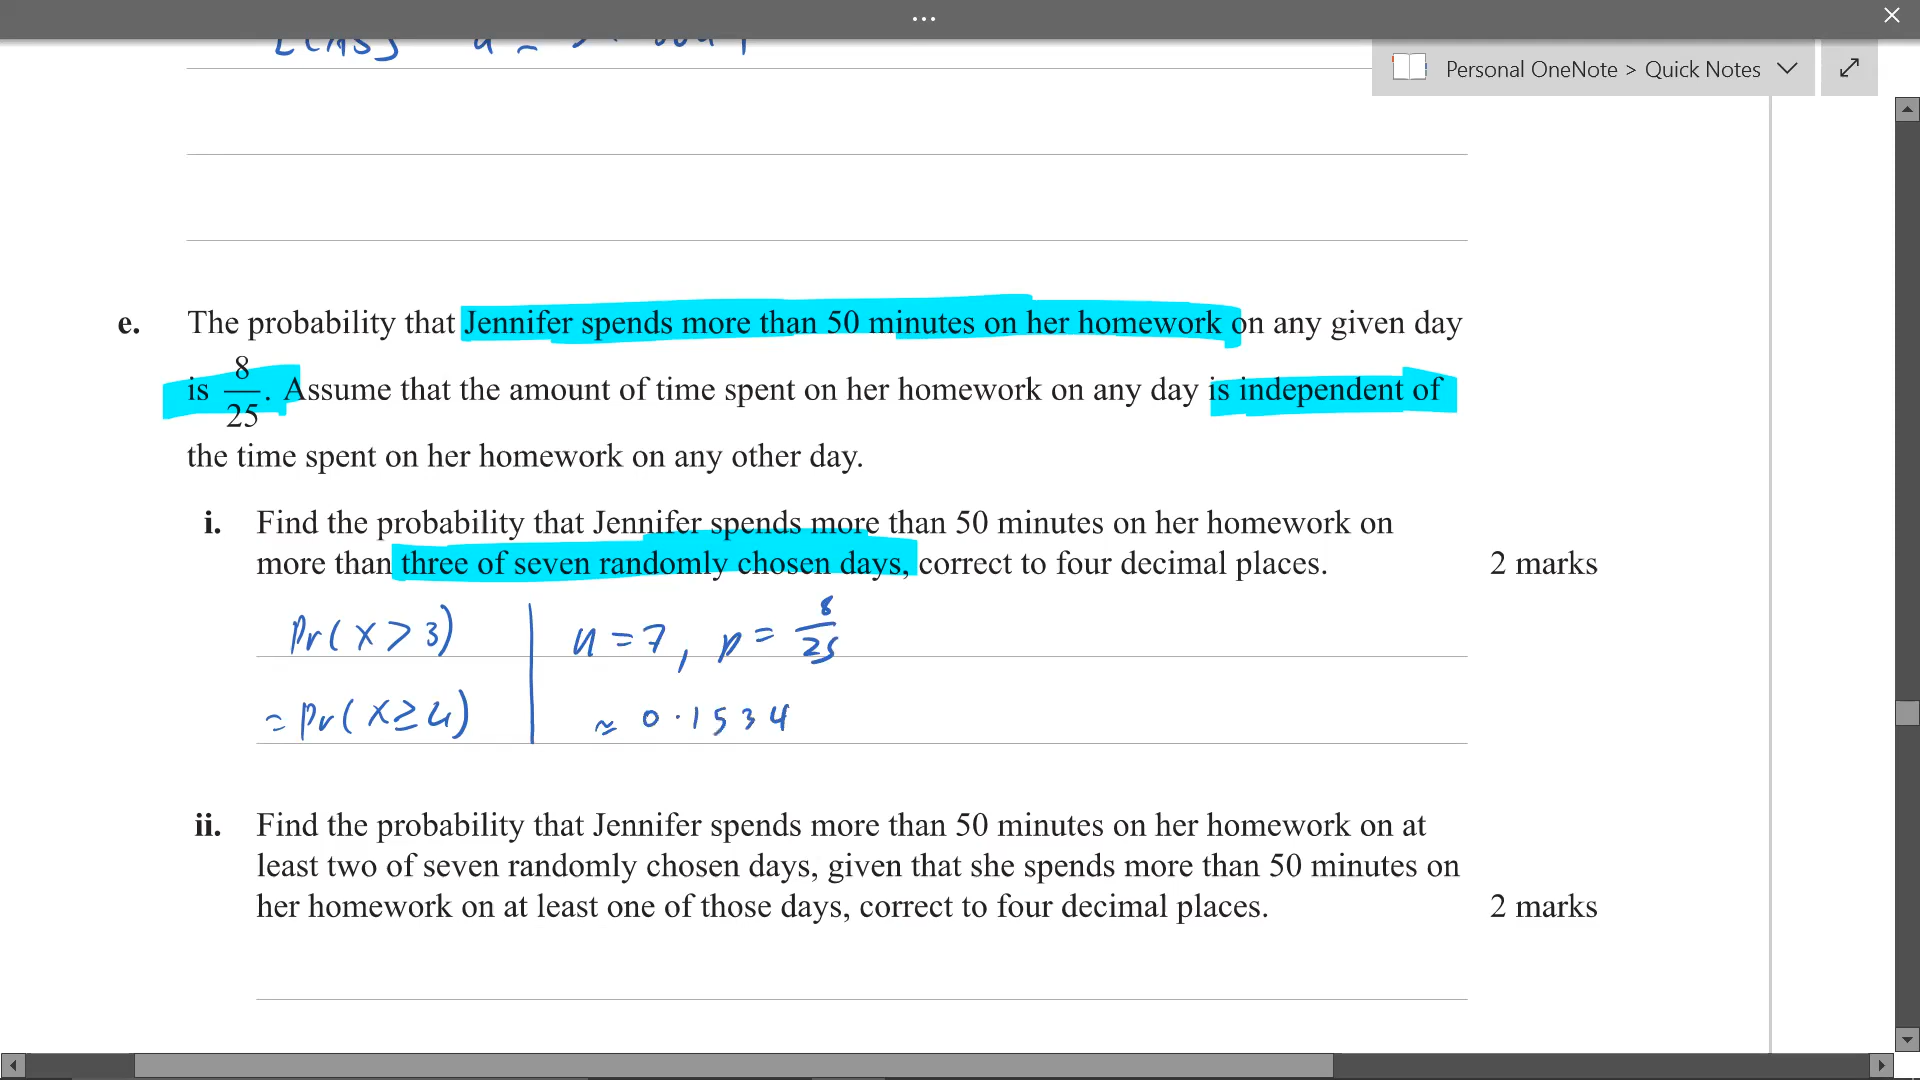 Personal OneNote > Quick Notes
e. The probability that Jennifer spends more than 50 minutes on her homework on any given day
is 8/25. Assume that the amount of time spent on her homework on any day is independent of
the time spent on her homework on any other day.
i. Find the probability that Jennifer spends more than 50 minutes on her homework on
more than three of seven randomly chosen days, correct to four decimal places. 2 marks
Pr(X > 3) n = 7, p = 8/25
= Pr(X ≥ 4) ≈ 0.1534
ii. Find the probability that Jennifer spends more than 50 minutes on her homework on at
least two of seven randomly chosen days, given that she spends more than 50 minutes on
her homework on at least one of those days, correct to four decimal places. 2 marks